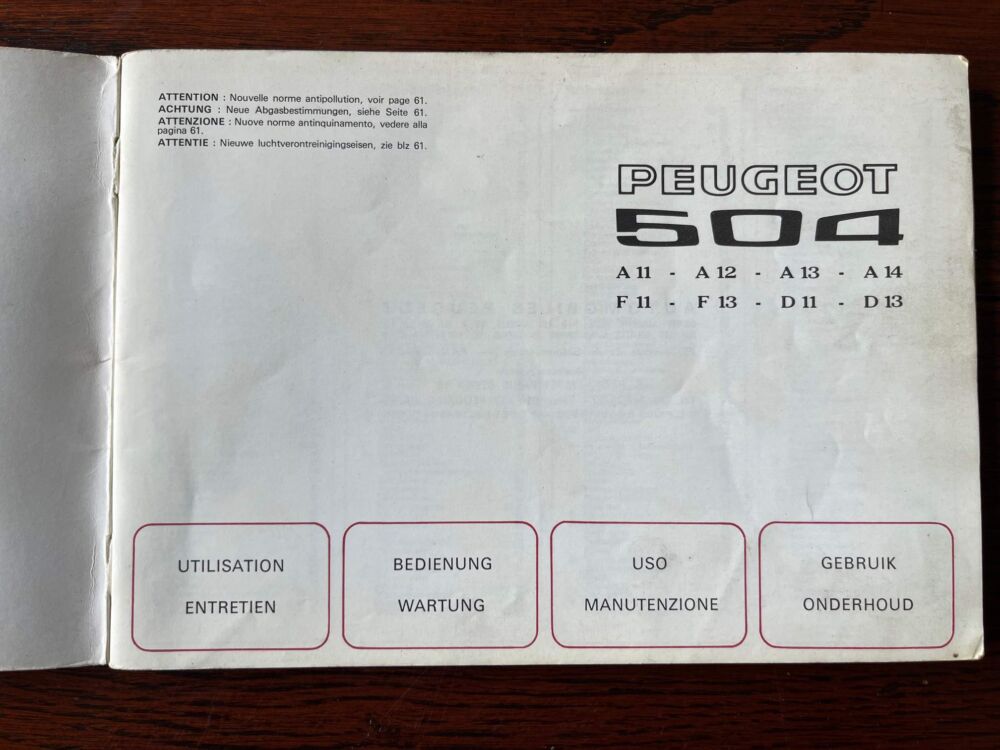 ATTENTION : Nouvelle norme antipollution, voir page 61.
ACHTUNG : Neue Abgasbestimmungen, siehe Seite 61.
ATTENZIONE : Nuove norme antinquinamento, vedere alla
pagina 61.
ATTENTIE : Nieuwe luchtverontreinigingseisen, zie blz 61.
PEUGEOT
504
A 11 - A 12 - A 13 - A 14
F 11 - F 13 - D 11 - D 13
UTILISATION
ENTRETIEN
BEDIENUNG
WARTUNG
USO
MANUTENZIONE
GEBRUIK
ONDERHOUD